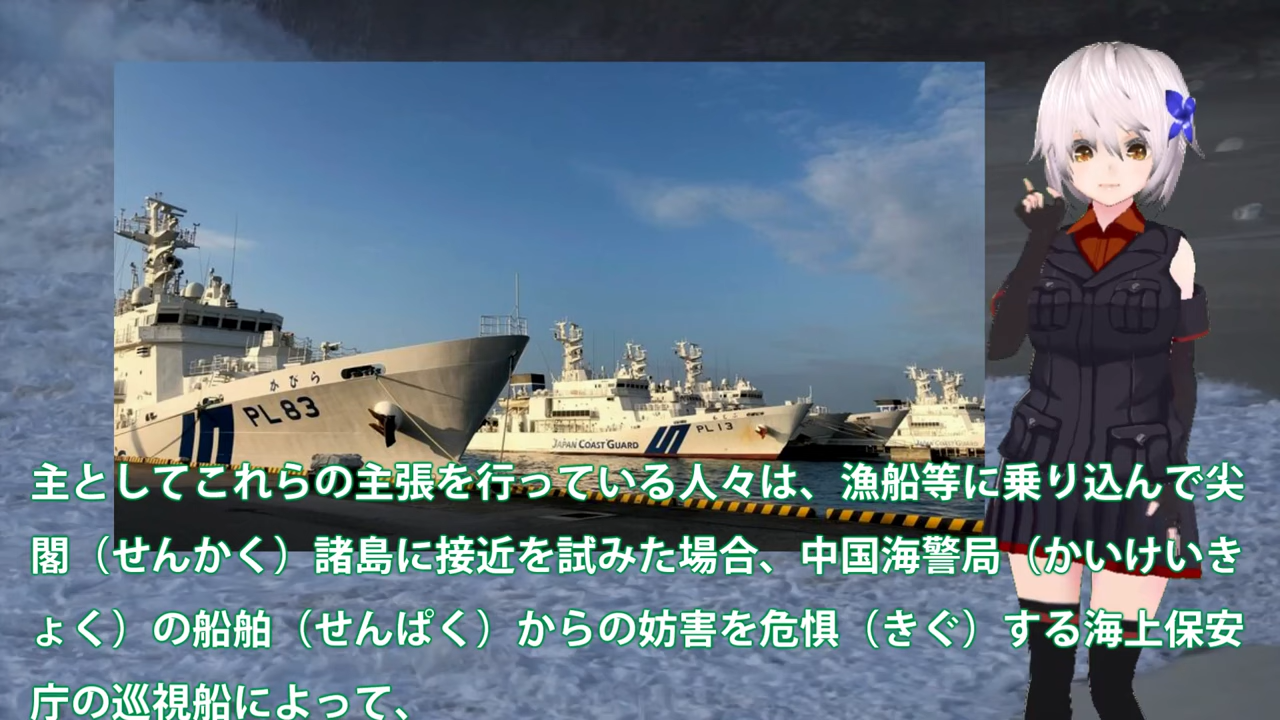 かびら
PL83
JAPAN COAST GUARD
PL13
主としてこれらの主張を行っている人々は、漁船等に乗り込んで尖
閣（せんかく）諸島に接近を試みた場合、中国海警局（かいけいき
ょく）の船舶（せんぱく）からの妨害を危惧（きぐ）する海上保安
庁の巡視船によって、